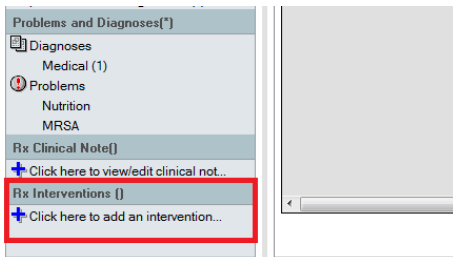 Problems and Diagnoses(*)
Diagnoses
Medical (1)
Problems
Nutrition
MRSA
Rx Clinical Note()
Click here to view/edit clinical not...
Rx Interventions ()
Click here to add an intervention...